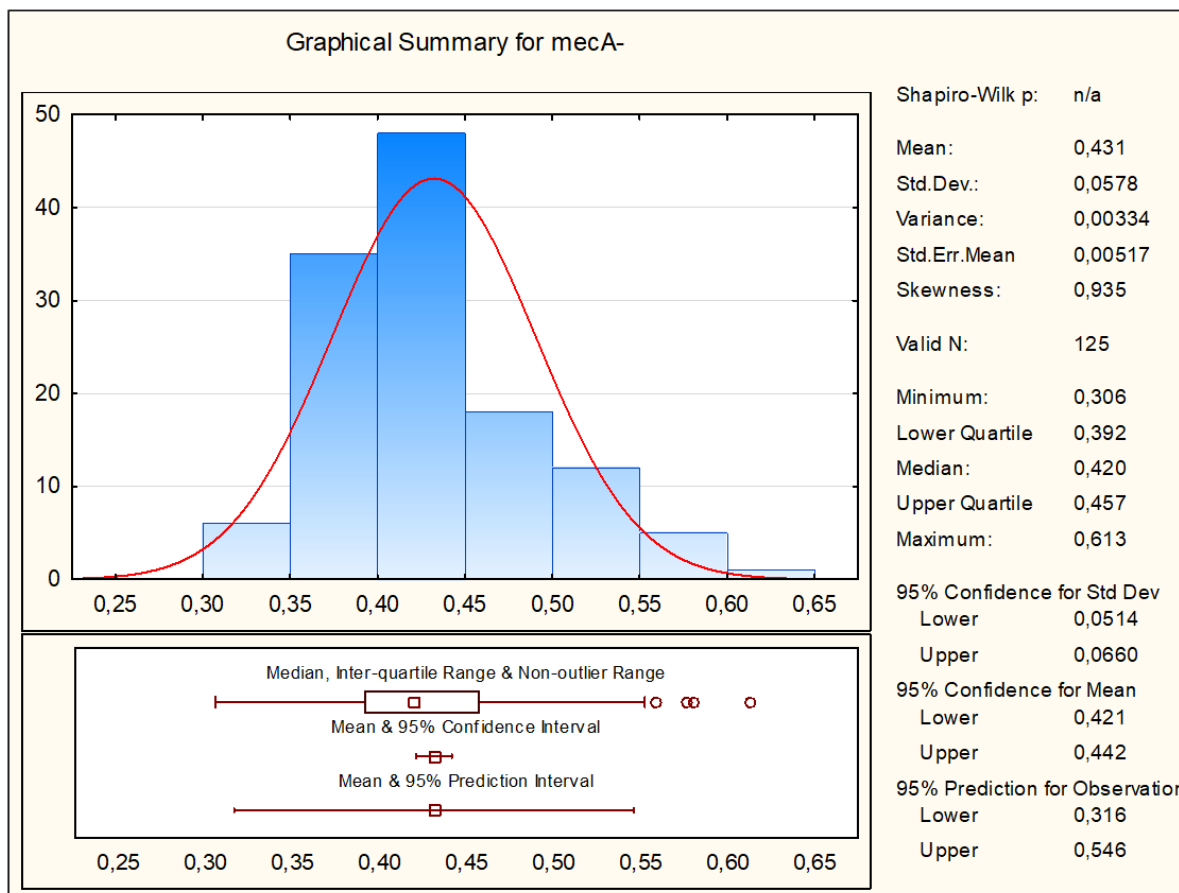 Graphical Summary for mecA-
50
40
30
20
10
0
0,25 0,30 0,35 0,40 0,45 0,50 0,55 0,60 0,65
Median, Inter-quartile Range & Non-outlier Range
Mean & 95% Confidence Interval
Mean & 95% Prediction Interval
0,25 0,30 0,35 0,40 0,45 0,50 0,55 0,60 0,65
Shapiro-Wilk p: n/a
Mean: 0,431
Std.Dev.: 0,0578
Variance: 0,00334
Std.Err.Mean 0,00517
Skewness: 0,935
Valid N: 125
Minimum: 0,306
Lower Quartile 0,392
Median: 0,420
Upper Quartile 0,457
Maximum: 0,613
95% Confidence for Std Dev
Lower 0,0514
Upper 0,0660
95% Confidence for Mean
Lower 0,421
Upper 0,442
95% Prediction for Observation
Lower 0,316
Upper 0,546